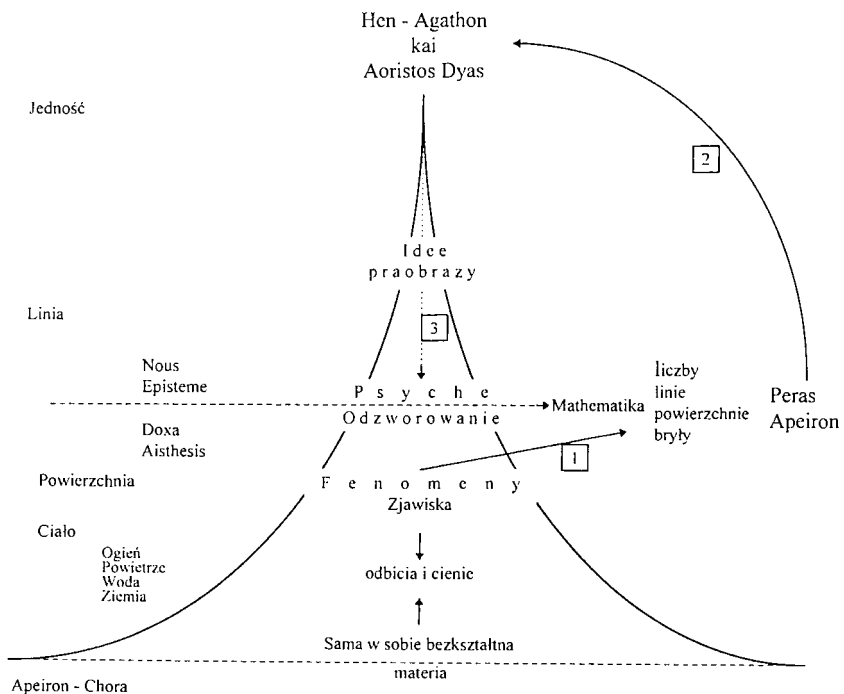 Hen - Agathon
kai
Aoristos Dyas
Jedność
2
Idee
praobrazy
Linia
3
Nous
Episteme
Psyche
Mathematika
liczby
linie
powierzchnie
bryły
Peras
Apeiron
Odzworowanie
Doxa
Aisthesis
1
Powierzchnia
Fenomeny
Zjawiska
Ciało
Ogień
Powietrze
Woda
Ziemia
odbicia i cienie
Sama w sobie bezkształtna
materia
Apeiron - Chora